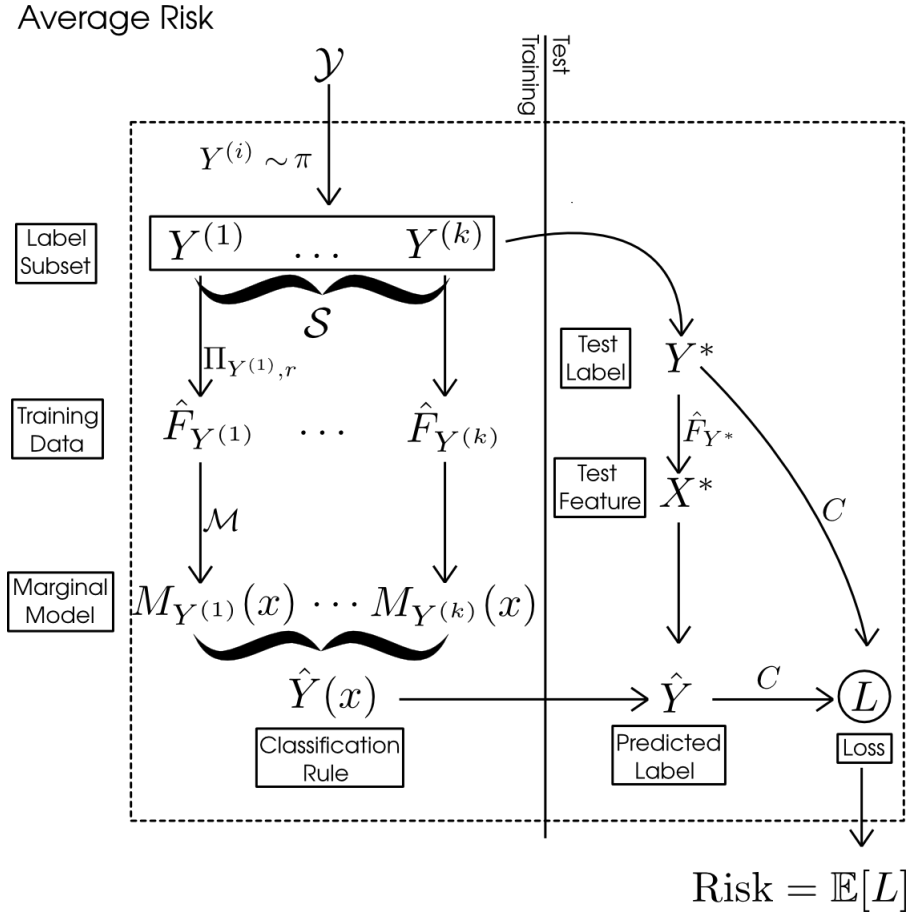 Average Risk
Test
Training
𝒴
Y^{(i)} ∼ π
Label
Subset
Y^{(1)} ... Y^{(k)}
𝒮
Test
Label
Y^*
Π_{Y^{(1)},r}
Training
Data
F̂_{Y^{(1)}} ... F̂_{Y^{(k)}}
F̂_{Y^*}
Test
Feature
X^*
C
ℳ
Marginal
Model
M_{Y^{(1)}}(x) ... M_{Y^{(k)}}(x)
Ŷ(x)
Ŷ
C
L
Classification
Rule
Predicted
Label
Loss
Risk = 𝔼[L]